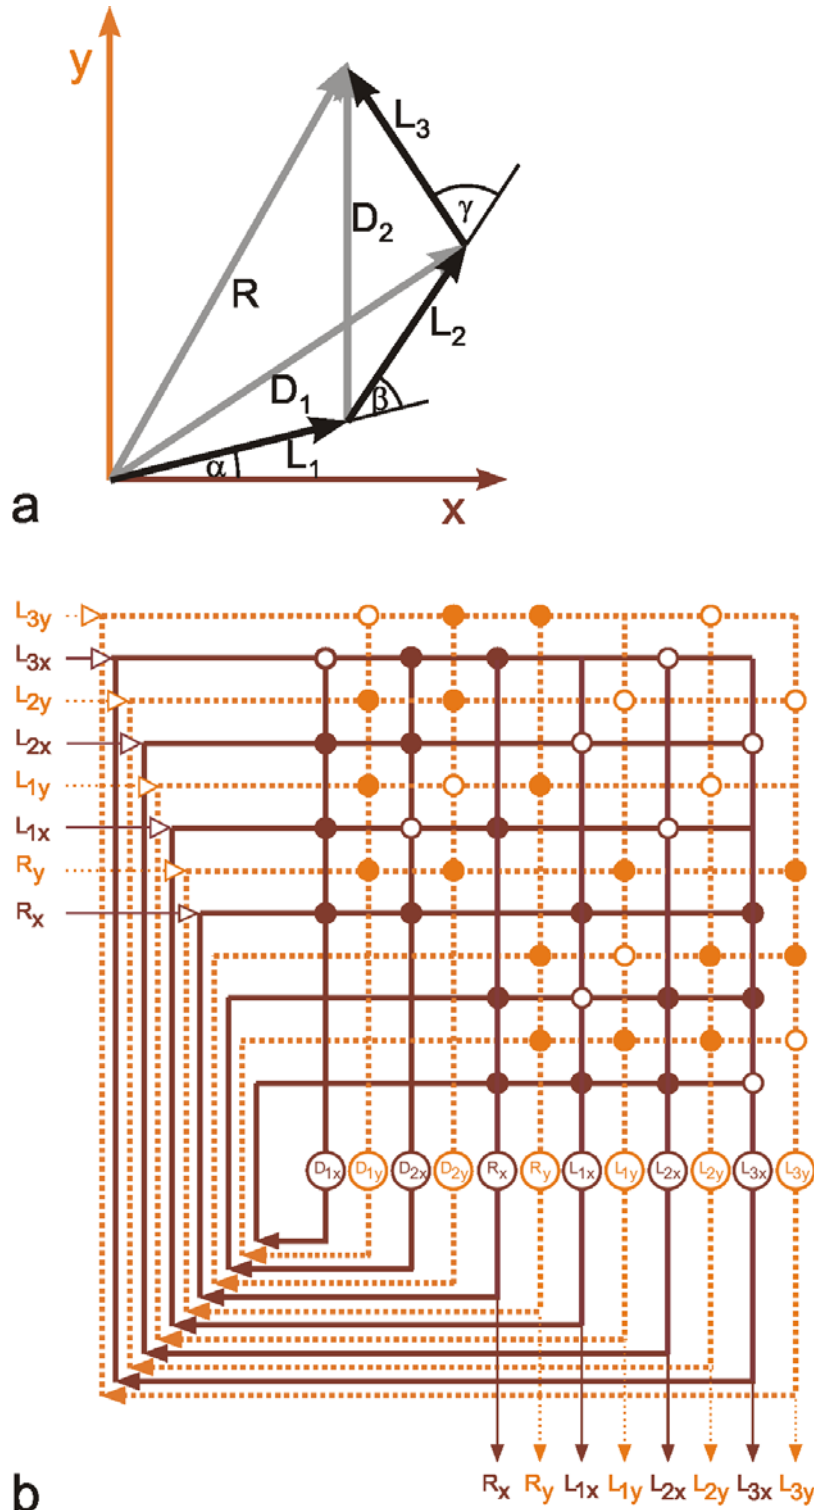 y
L3
γ
D2
R
L2
D1
β
L1
α
x
a
L3y
L3x
L2y
L2x
L1y
L1x
Ry
Rx
D1x D1y D2x D2y Rx Ry L1x L1y L2x L2y L3x L3y
Rx Ry L1x L1y L2x L2y L3x L3y
b